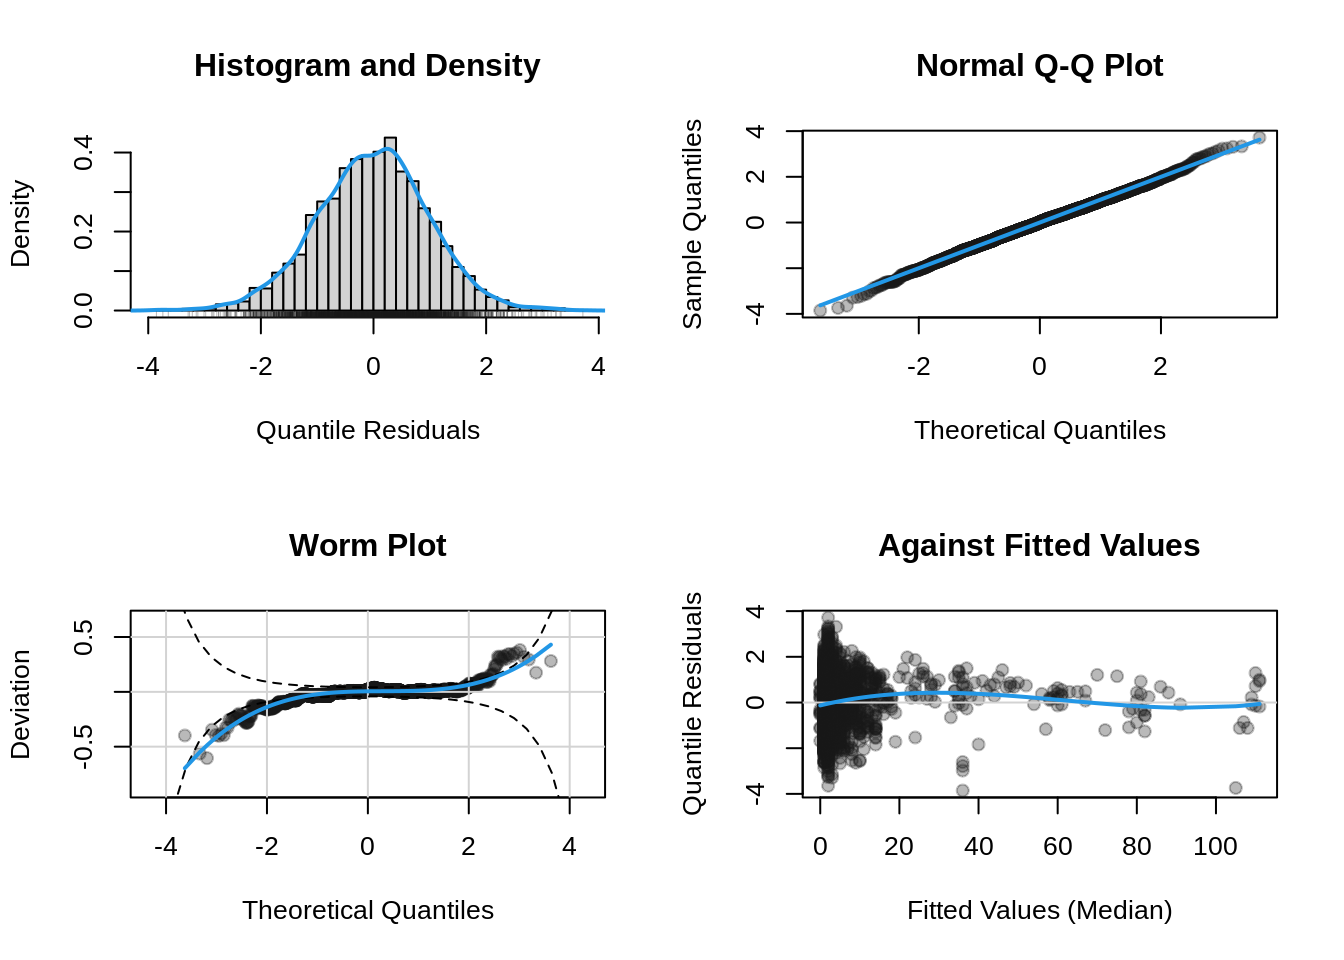 Histogram and Density
Density
0.0 0.2 0.4
-4 -2 0 2 4
Quantile Residuals
Normal Q-Q Plot
Sample Quantiles
-4 0 2 4
-2 0 2
Theoretical Quantiles
Worm Plot
Deviation
-0.5 0.5
-4 -2 0 2 4
Theoretical Quantiles
Against Fitted Values
Quantile Residuals
-4 0 2 4
0 20 40 60 80 100
Fitted Values (Median)